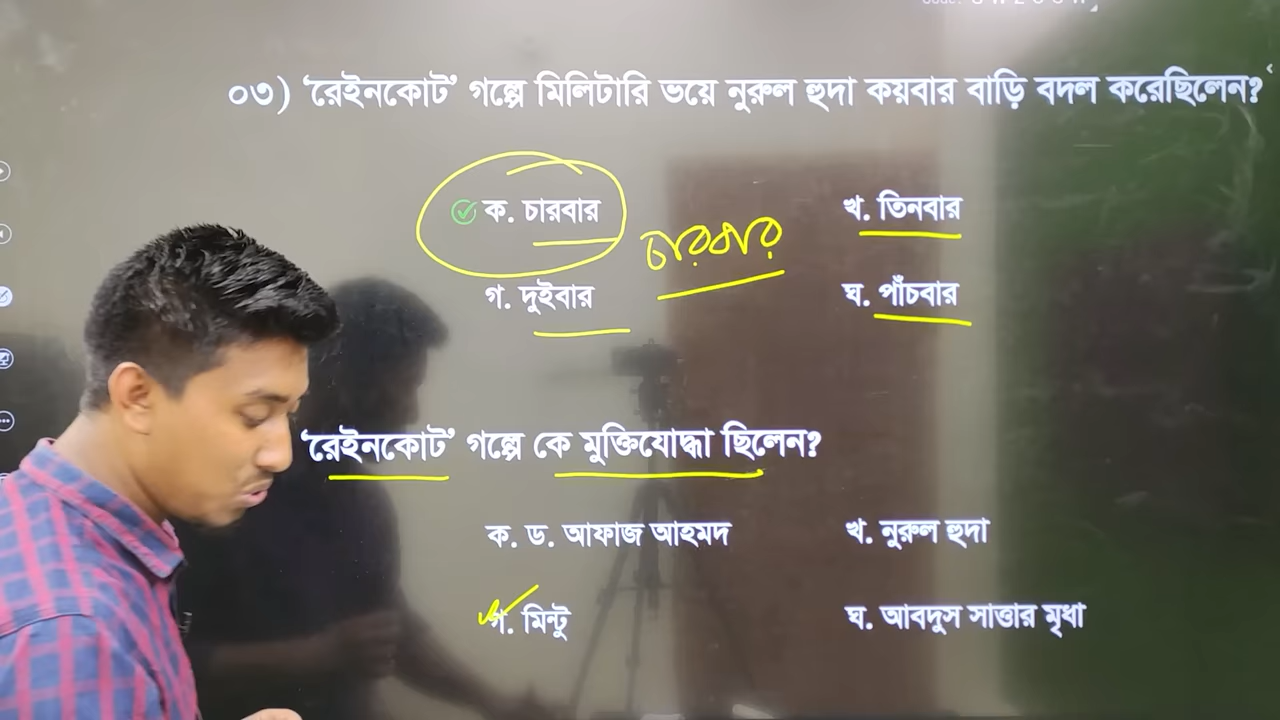 ০৩) ‘রেইনকোট’ গল্পে মিলিটারি ভয়ে নুরুল হুদা কয়বার বাড়ি বদল করেছিলেন?
ক. চারবার
খ. তিনবার
চারবার
গ. দুইবার
ঘ. পাঁচবার
‘রেইনকোট’ গল্পে কে মুক্তিযোদ্ধা ছিলেন?
ক. ড. আফাজ আহমদ
খ. নুরুল হুদা
গ. মিন্টু
ঘ. আবদুস সাত্তার মৃধা